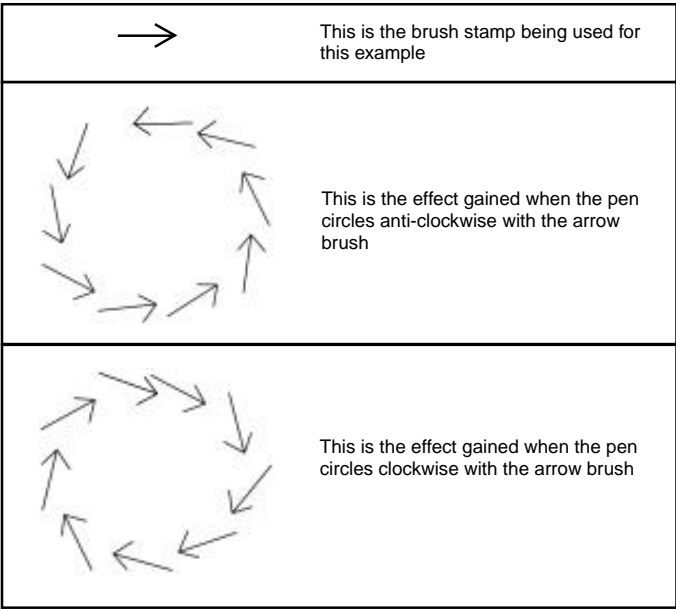 This is the brush stamp being used for
this example
This is the effect gained when the pen
circles anti-clockwise with the arrow
brush
This is the effect gained when the pen
circles clockwise with the arrow brush